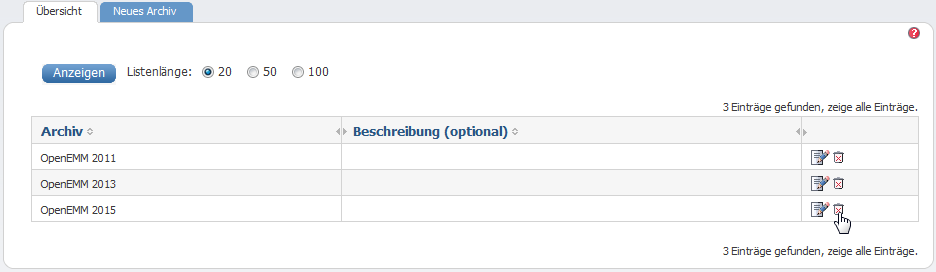 Übersicht Neues Archiv
?
Anzeigen Listenlänge: 20 50 100
3 Einträge gefunden, zeige alle Einträge.
Archiv Beschreibung (optional)
OpenEMM 2011
OpenEMM 2013
OpenEMM 2015
3 Einträge gefunden, zeige alle Einträge.